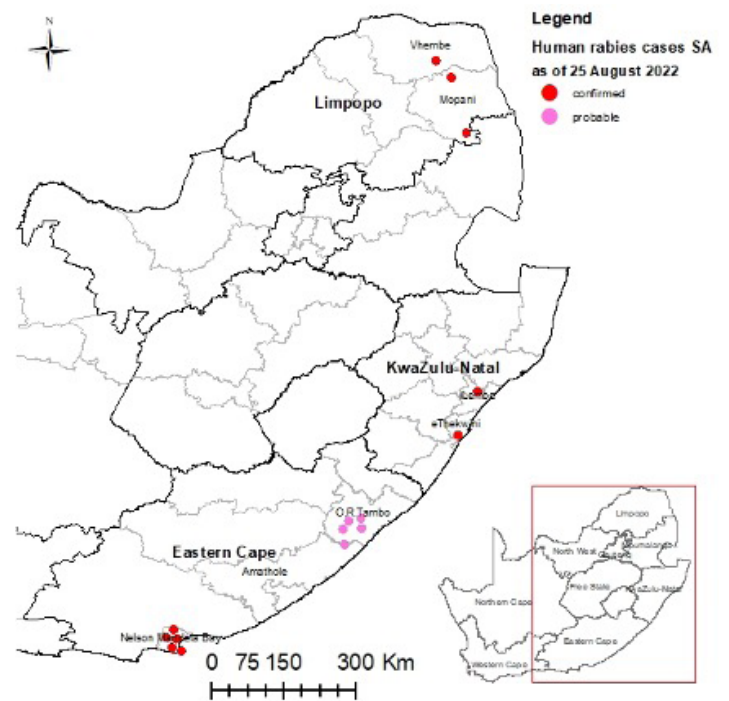 N
Legend
Human rabies cases SA
as of 25 August 2022
confirmed
probable
Vhembe
Limpopo
Mopani
KwaZulu-Natal
eThekwini
O.R.Tambo
Eastern Cape
Amathole
Nelson Mandela Bay
0 75 150 300 Km
Limpopo
North West
Free State
KwaZulu-Natal
Northern Cape
Eastern Cape
Western Cape